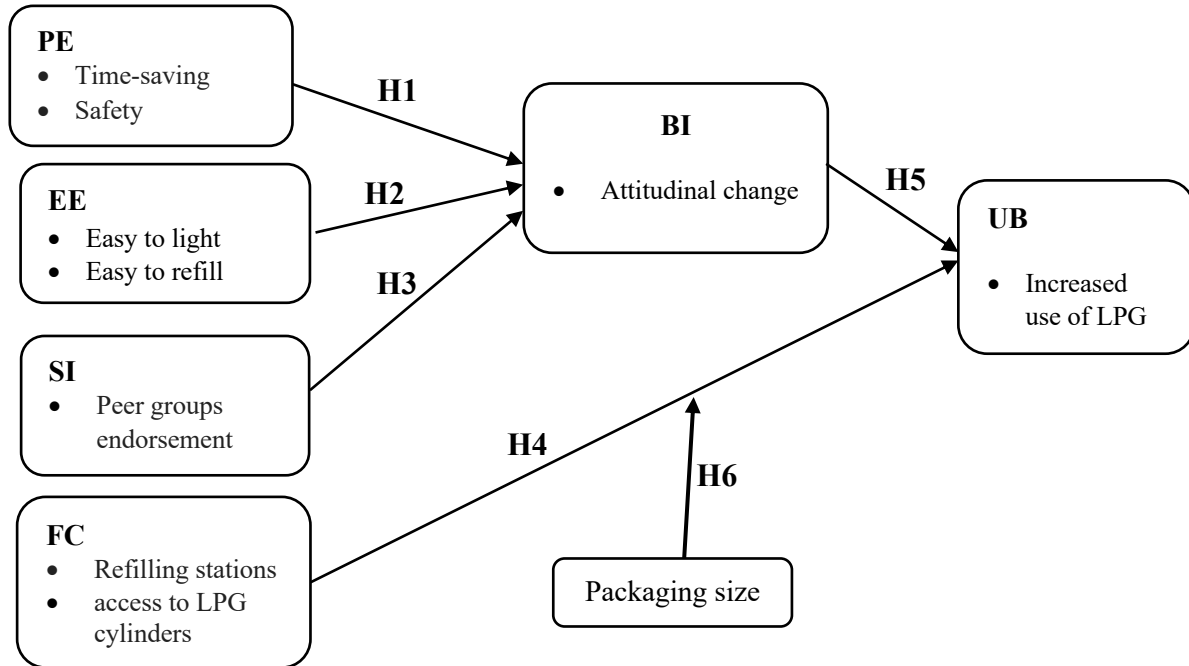 PE
• Time-saving
• Safety
H1
EE
• Easy to light
• Easy to refill
H2
SI
• Peer groups
endorsement
H3
FC
• Refilling stations
• access to LPG
cylinders
H4
BI
• Attitudinal change
H5
UB
• Increased
use of LPG
H6
Packaging size